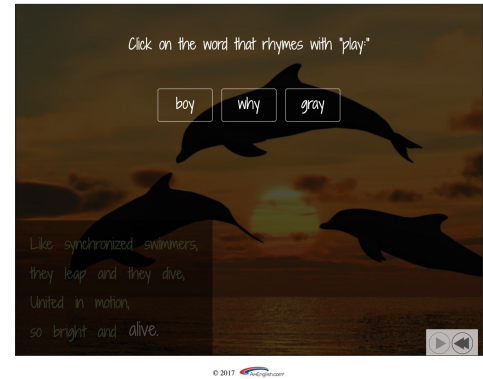 Click on the word that rhymes with "play:"
boy why gray
Like synchronized swimmers,
they leap and they dive,
United in motion,
so bright and alive.
© 2017